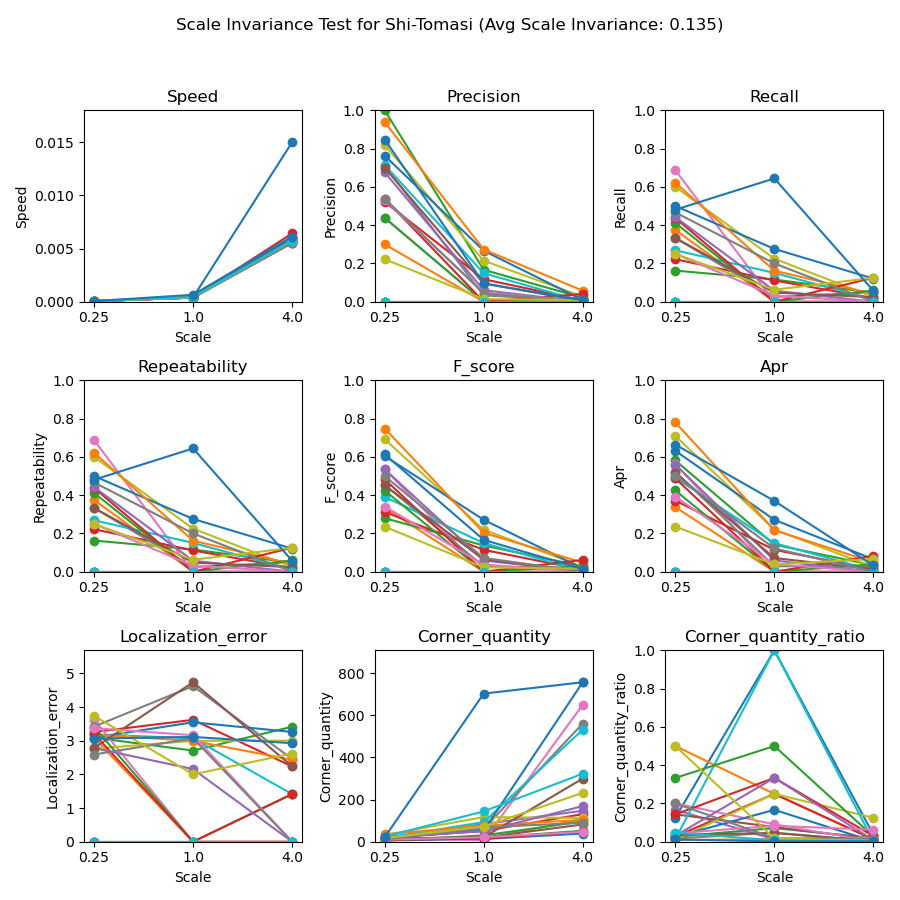 Scale Invariance Test for Shi-Tomasi (Avg Scale Invariance: 0.135)
Speed
Precision
Recall
0.015
0.010
0.005
0.000
Speed
0.25
1.0
4.0
Scale
1.0
0.8
0.6
0.4
0.2
0.0
Precision
0.25
1.0
4.0
Scale
1.0
0.8
0.6
0.4
0.2
0.0
Recall
0.25
1.0
4.0
Scale
Repeatability
F_score
Apr
1.0
0.8
0.6
0.4
0.2
0.0
Repeatability
0.25
1.0
4.0
Scale
1.0
0.8
0.6
0.4
0.2
0.0
F_score
0.25
1.0
4.0
Scale
1.0
0.8
0.6
0.4
0.2
0.0
Apr
0.25
1.0
4.0
Scale
Localization_error
Corner_quantity
Corner_quantity_ratio
5
4
3
2
1
0
Localization_error
0.25
1.0
4.0
Scale
800
600
400
200
0
Corner_quantity
0.25
1.0
4.0
Scale
1.0
0.8
0.6
0.4
0.2
0.0
Corner_quantity_ratio
0.25
1.0
4.0
Scale